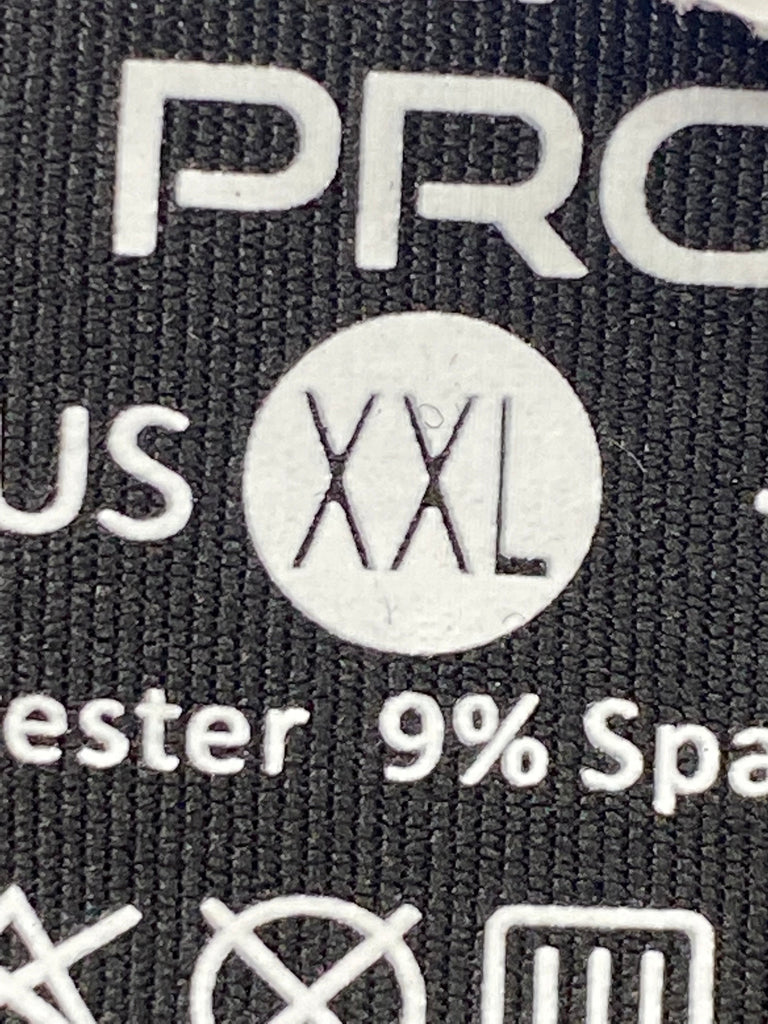 PRO
US XXL
ester 9% Spa